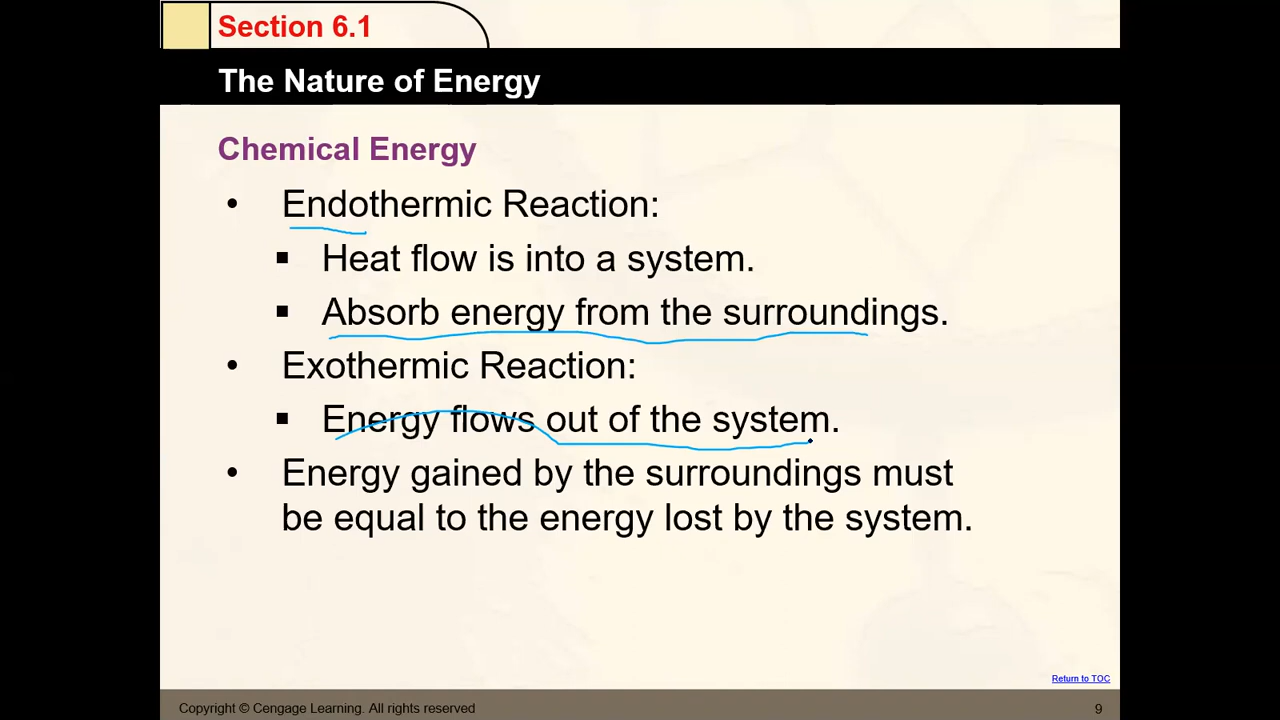 Section 6.1
The Nature of Energy
Chemical Energy
• Endothermic Reaction:
▪ Heat flow is into a system.
▪ Absorb energy from the surroundings.
• Exothermic Reaction:
▪ Energy flows out of the system.
• Energy gained by the surroundings must
be equal to the energy lost by the system.
Return to TOC
Copyright © Cengage Learning. All rights reserved
9